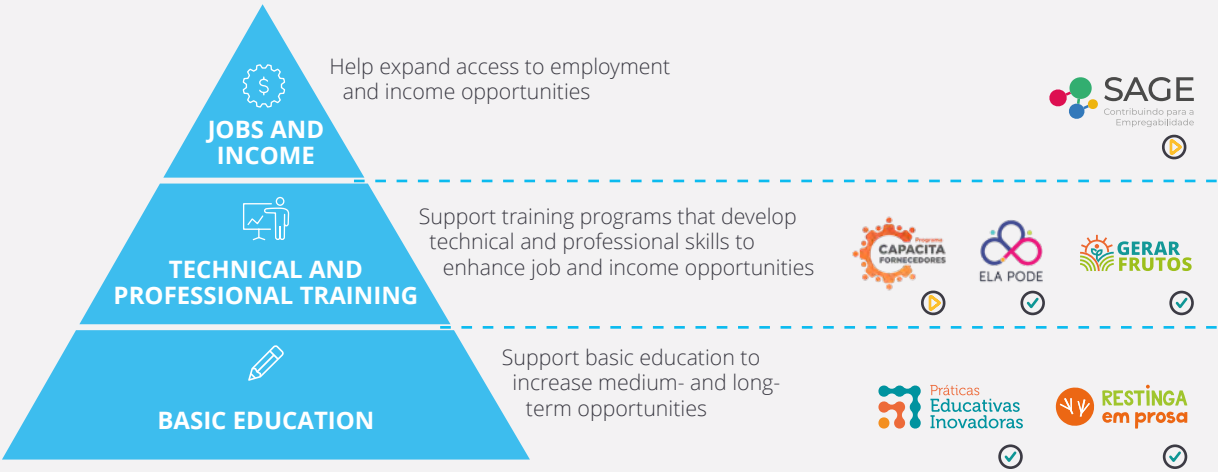 Help expand access to employment
and income opportunities
$
JOBS AND
INCOME
SAGE
Contribuindo para a
Empregabilidade
Support training programs that develop
technical and professional skills to
enhance job and income opportunities
TECHNICAL AND
PROFESSIONAL TRAINING
Programa
CAPACITA
FORNECEDORES
ELA PODE
GERAR
FRUTOS
Support basic education to
increase medium- and long-
term opportunities
BASIC EDUCATION
Práticas
Educativas
Inovadoras
RESTINGA
em prosa